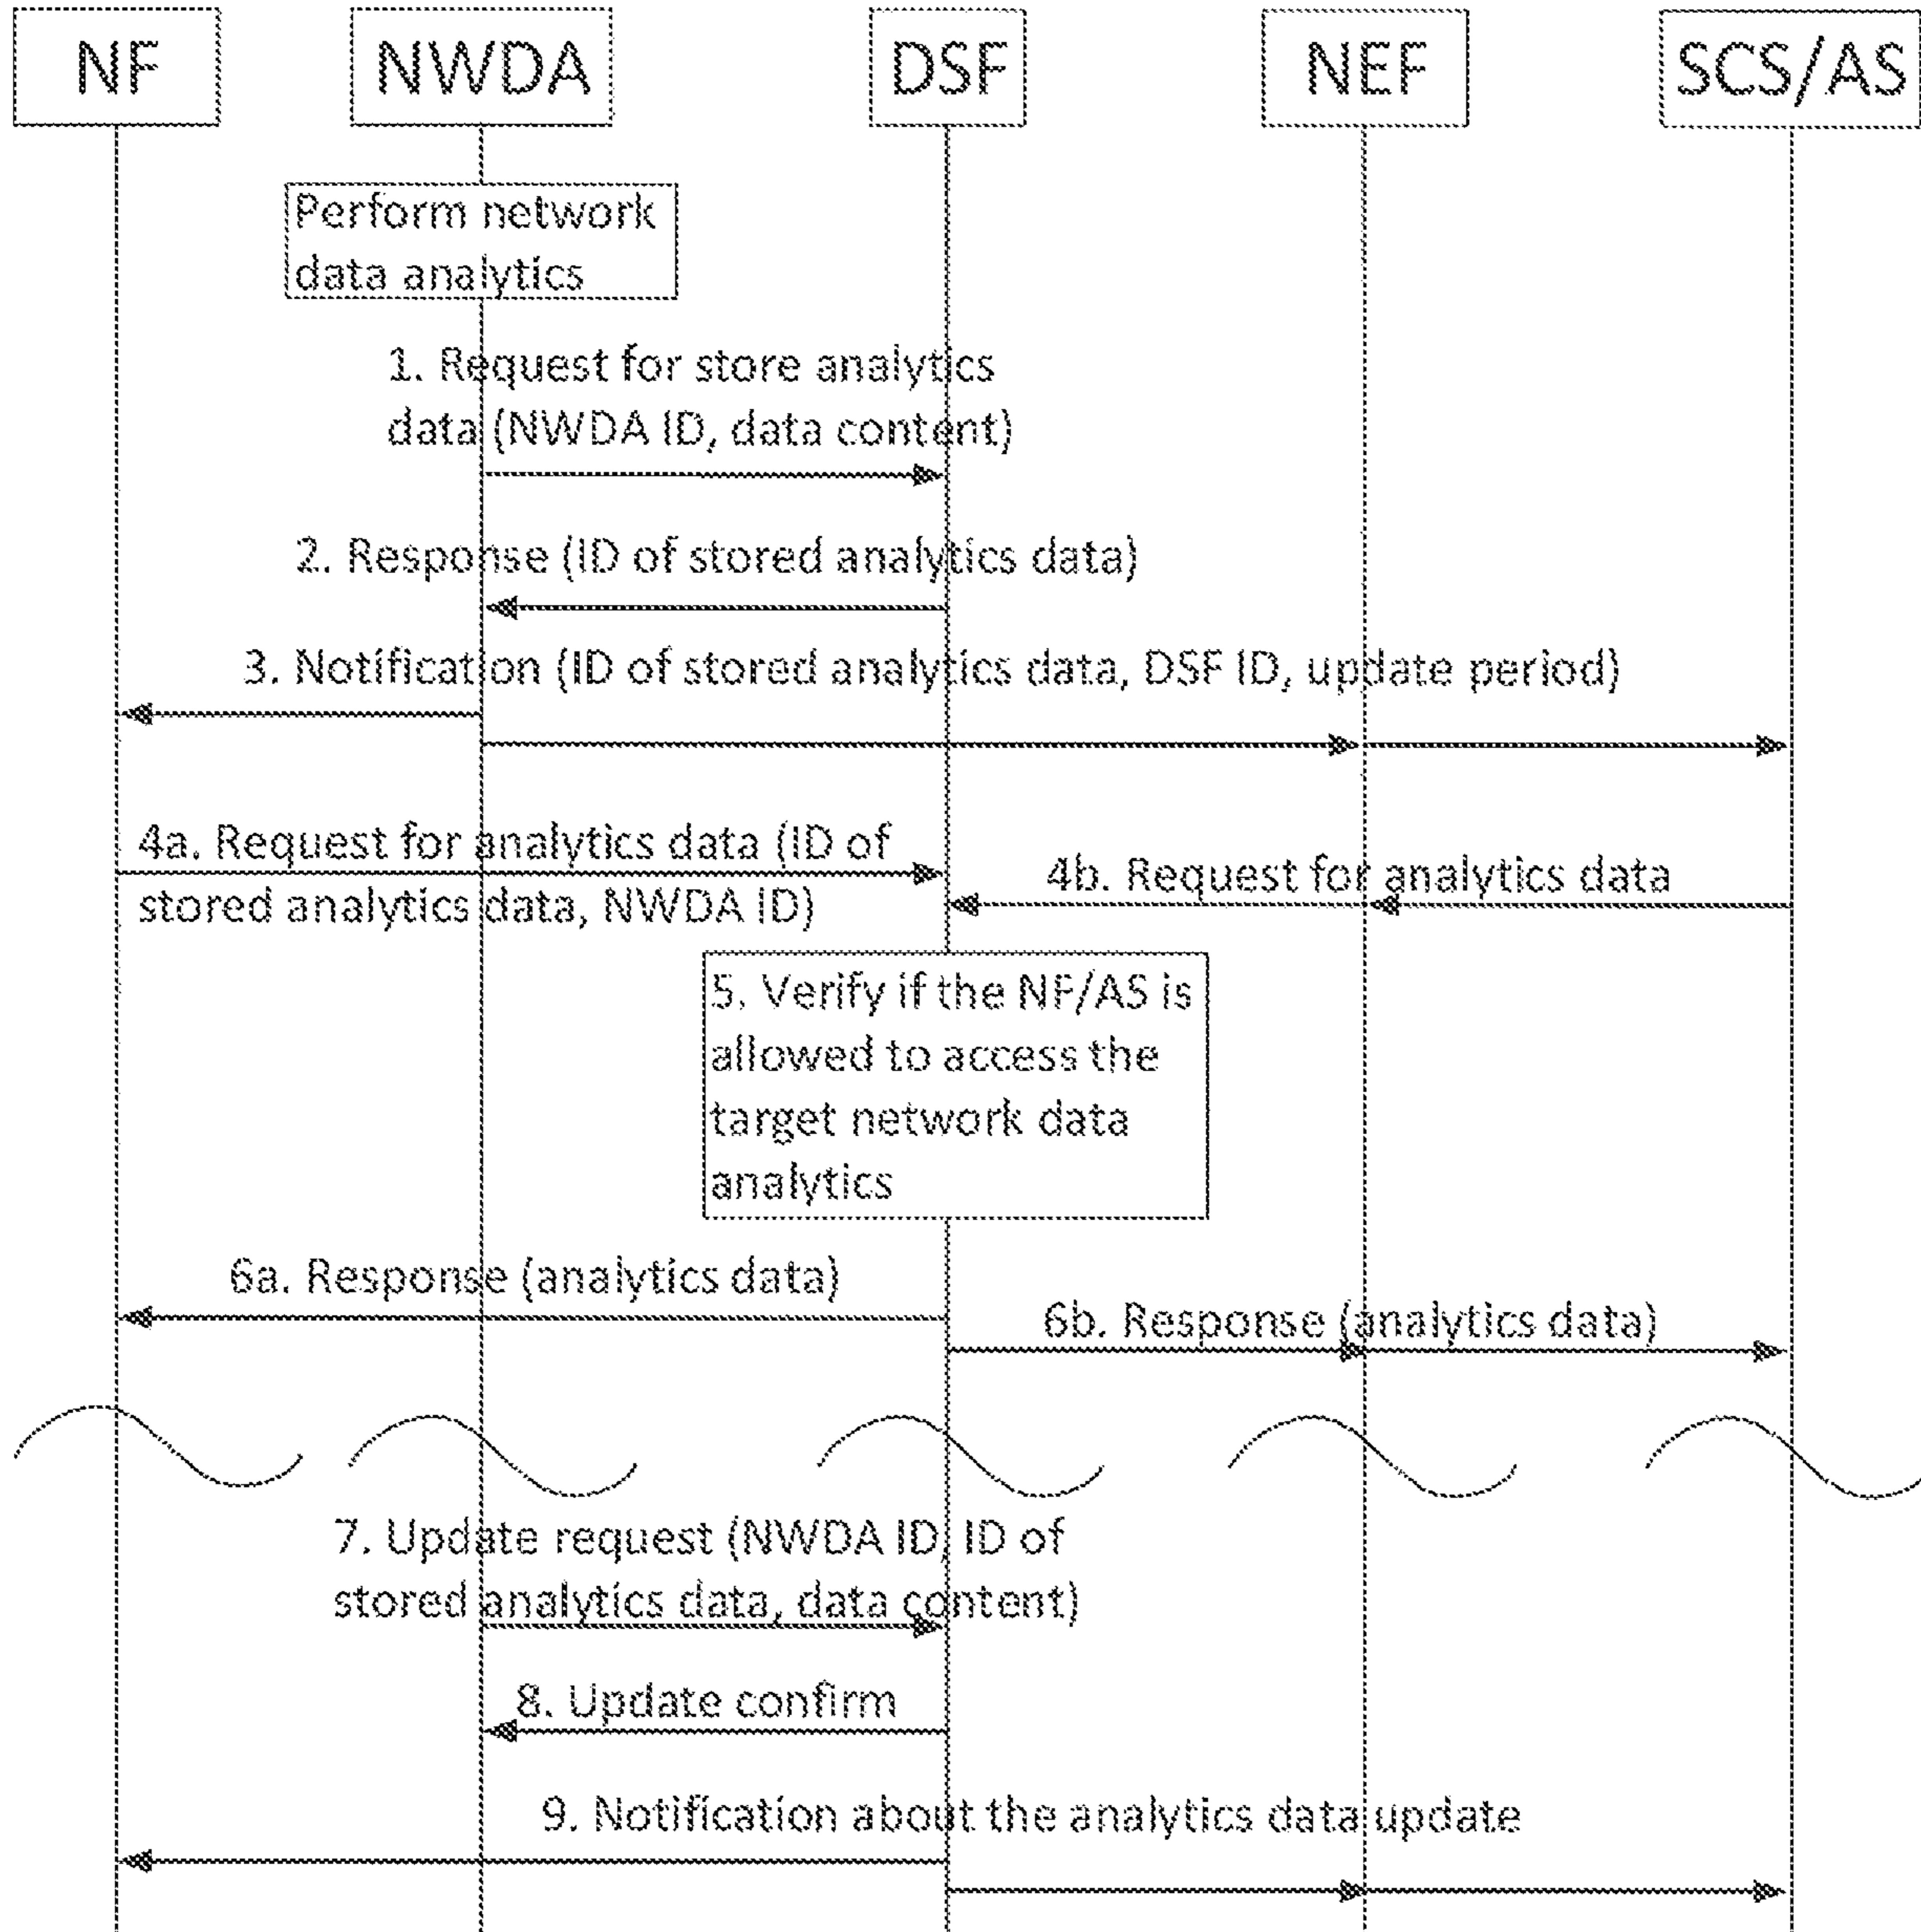 NF
NWDA
DSF
NEF
SCS/AS
Perform network
data analytics
1. Request for store analytics
data (NWDA ID, data content)
2. Response (ID of stored analytics data)
3. Notification (ID of stored analytics data, DSF ID, update period)
4a. Request for analytics data (ID of
stored analytics data, NWDA ID)
4b. Request for analytics data
5. Verify if the NF/AS is
allowed to access the
target network data
analytics
6a. Response (analytics data)
6b. Response (analytics data)
7. Update request (NWDA ID, ID of
stored analytics data, data content)
8. Update confirm
9. Notification about the analytics data update